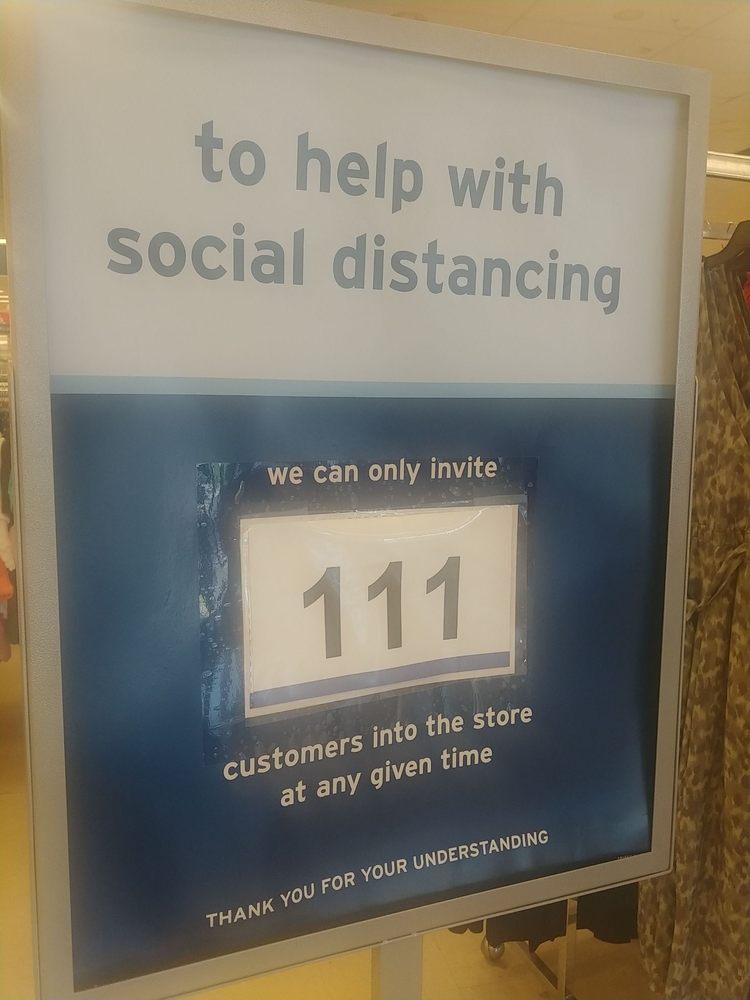 to help with
social distancing
we can only invite
111
customers into the store
at any given time
THANK YOU FOR YOUR UNDERSTANDING